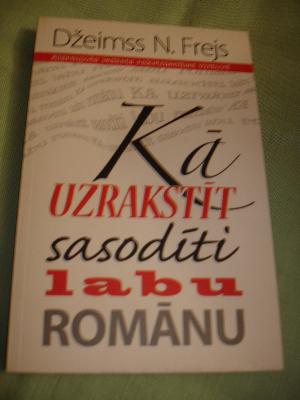 Džeimss N. Frejs
Kā
UZRAKSTĪT
sasodīti
labu
ROMĀNU